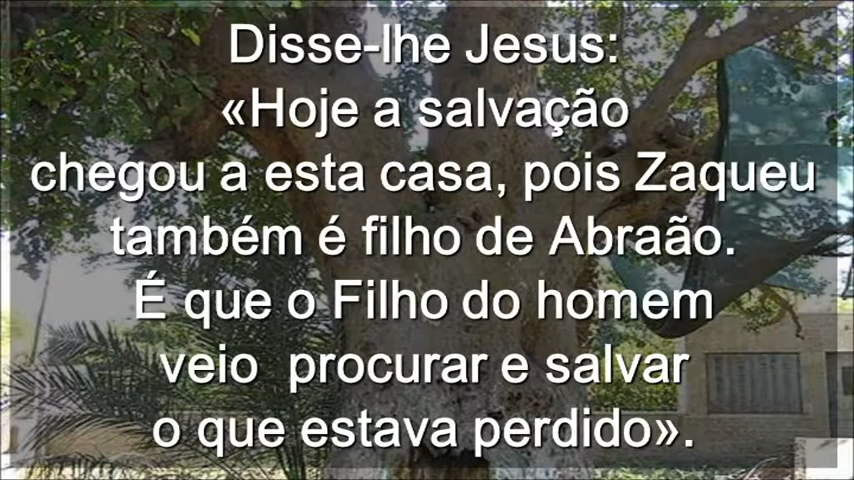 Disse-lhe Jesus:
«Hoje a salvação
chegou a esta casa, pois Zaqueu
também é filho de Abraão.
É que o Filho do homem
veio  procurar e salvar
o que estava perdido».